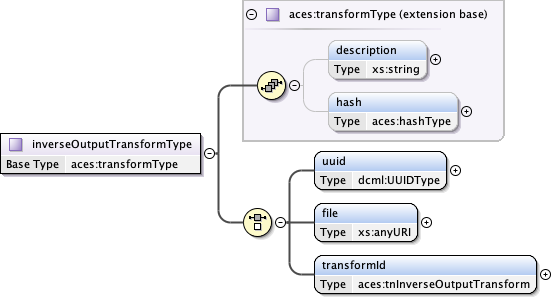 aces:transformType (extension base)
description
Type xs:string
hash
Type aces:hashType
inverseOutputTransformType
Base Type aces:transformType
uuid
Type dcml:UUIDType
file
Type xs:anyURI
transformId
Type aces:tnInverseOutputTransform